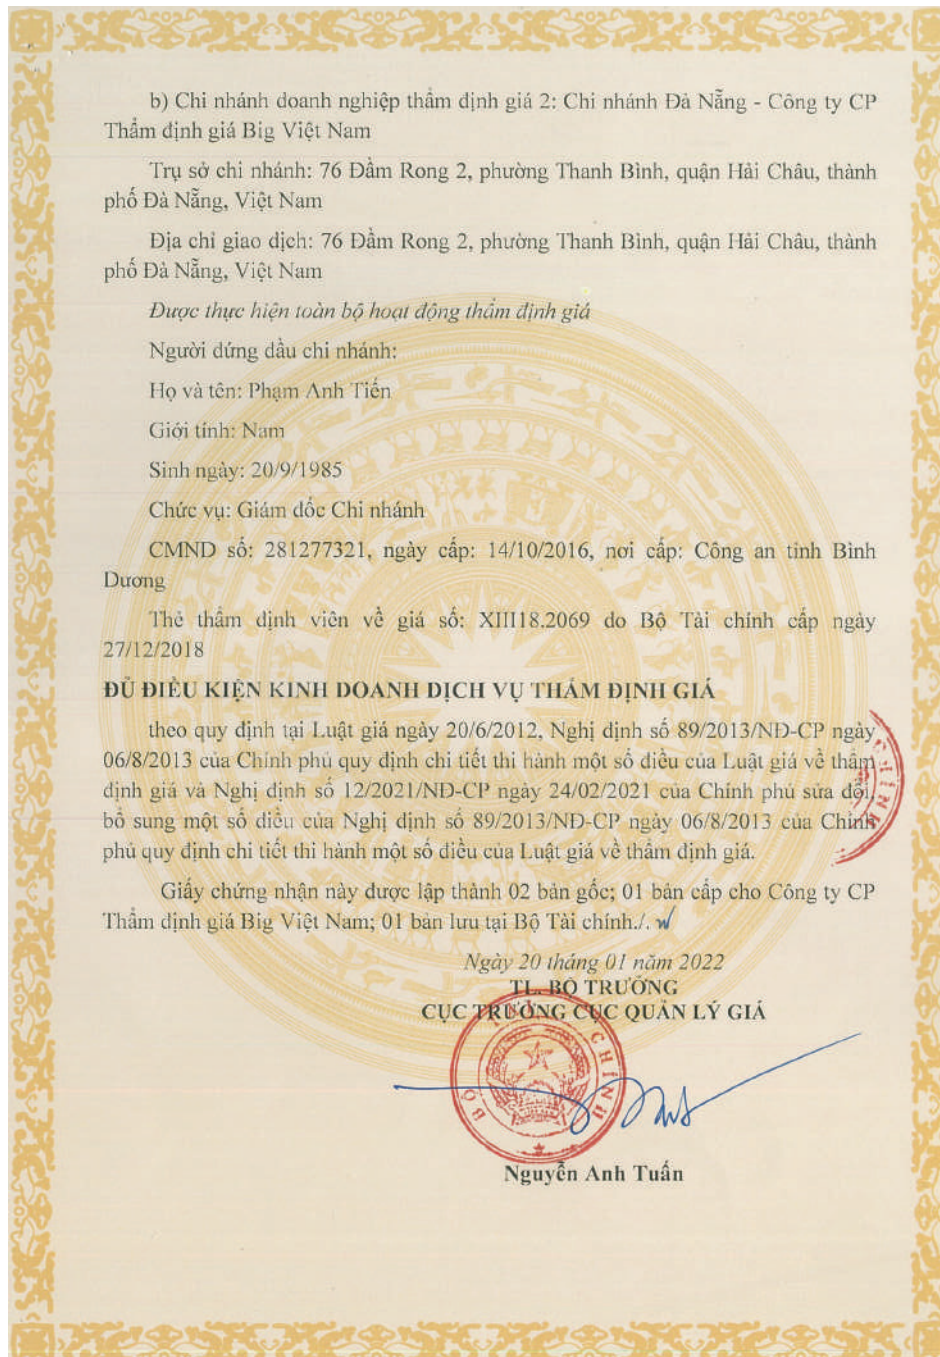 b) Chi nhánh doanh nghiệp thẩm định giá 2: Chi nhánh Đà Nẵng - Công ty CP
Thẩm định giá Big Việt Nam
Trụ sở chi nhánh: 76 Đầm Rong 2, phường Thanh Bình, quận Hải Châu, thành
phố Đà Nẵng, Việt Nam
Địa chỉ giao dịch: 76 Đầm Rong 2, phường Thanh Bình, quận Hải Châu, thành
phố Đà Nẵng, Việt Nam
Được thực hiện toàn bộ hoạt động thẩm định giá
Người đứng đầu chi nhánh:
Họ và tên: Phạm Anh Tiến
Giới tính: Nam
Sinh ngày: 20/9/1985
Chức vụ: Giám đốc Chi nhánh
CMND số: 281277321, ngày cấp: 14/10/2016, nơi cấp: Công an tỉnh Bình
Dương
Thẻ thẩm định viên về giá số: XIII18.2069 do Bộ Tài chính cấp ngày
27/12/2018
ĐỦ ĐIỀU KIỆN KINH DOANH DỊCH VỤ THẨM ĐỊNH GIÁ
theo quy định tại Luật giá ngày 20/6/2012, Nghị định số 89/2013/NĐ-CP ngày
06/8/2013 của Chính phủ quy định chi tiết thi hành một số điều của Luật giá về thẩm
định giá và Nghị định số 12/2021/NĐ-CP ngày 24/02/2021 của Chính phủ sửa đổi,
bổ sung một số điều của Nghị định số 89/2013/NĐ-CP ngày 06/8/2013 của Chính
phủ quy định chi tiết thi hành một số điều của Luật giá về thẩm định giá.
Giấy chứng nhận này được lập thành 02 bản gốc; 01 bản cấp cho Công ty CP
Thẩm định giá Big Việt Nam; 01 bản lưu tại Bộ Tài chính./.
Ngày 20 tháng 01 năm 2022
TL. BỘ TRƯỞNG
CỤC TRƯỞNG CỤC QUẢN LÝ GIÁ
BỘ TÀI CHÍNH
Nguyễn Anh Tuấn